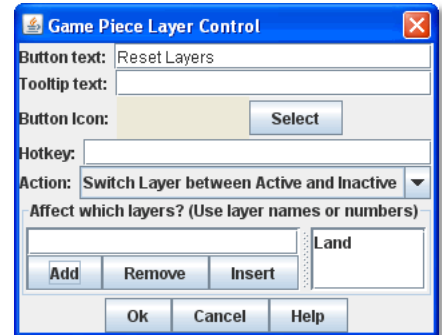 Game Piece Layer Control
Button text: Reset Layers
Tooltip text:
Button Icon: Select
Hotkey:
Action: Switch Layer between Active and Inactive
Affect which layers? (Use layer names or numbers)
Land
Add Remove Insert
Ok Cancel Help